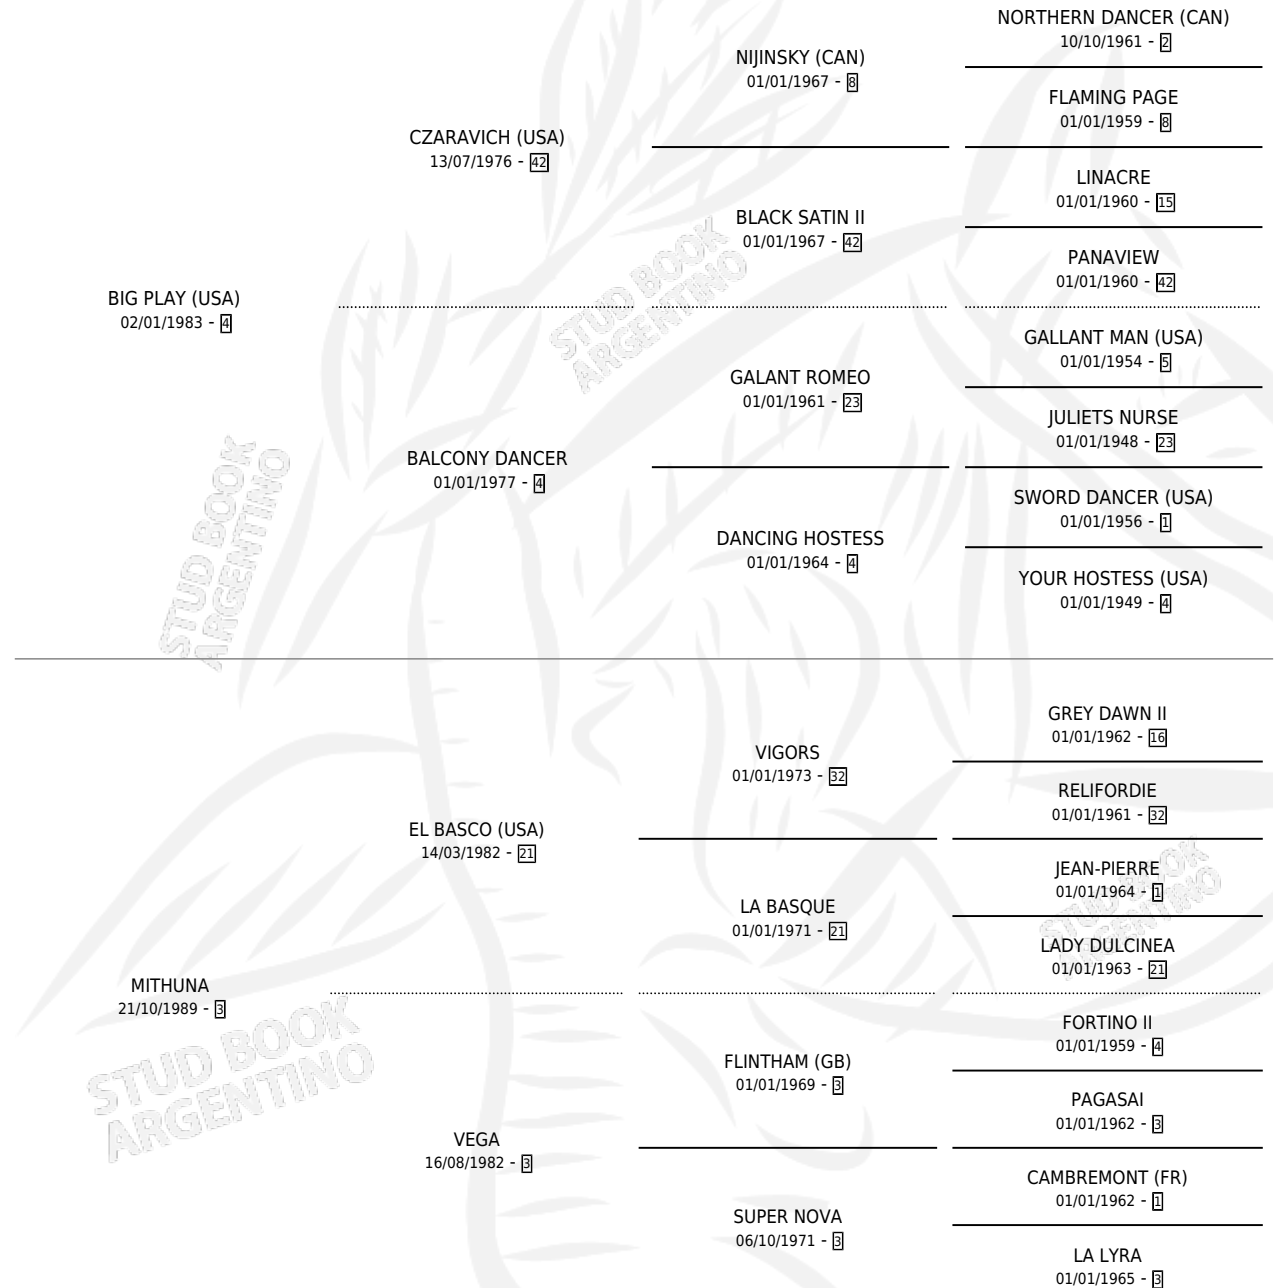 NORTHERN DANCER (CAN)
10/10/1961 - 2
NIJINSKY (CAN)
01/01/1967 - 8
FLAMING PAGE
01/01/1959 - 8
CZARAVICH (USA)
13/07/1976 - 42
LINACRE
01/01/1960 - 15
BLACK SATIN II
01/01/1967 - 42
PANAVIEW
01/01/1960 - 42
BIG PLAY (USA)
02/01/1983 - 4
STUD BOOK
ARGENTINO
GALLANT MAN (USA)
01/01/1954 - 5
GALANT ROMEO
01/01/1961 - 23
JULIETS NURSE
01/01/1948 - 23
BALCONY DANCER
01/01/1977 - 4
SWORD DANCER (USA)
01/01/1956 - 1
DANCING HOSTESS
01/01/1964 - 4
YOUR HOSTESS (USA)
01/01/1949 - 4
STUD BOOK
ARGENTINO
GREY DAWN II
01/01/1962 - 16
VIGORS
01/01/1973 - 32
RELIFORDIE
01/01/1961 - 32
EL BASCO (USA)
14/03/1982 - 21
JEAN-PIERRE
01/01/1964 - 1
STUD BOOK
ARGENTINO
LA BASQUE
01/01/1971 - 21
LADY DULCINEA
01/01/1963 - 21
MITHUNA
21/10/1989 - 3
STUD BOOK
ARGENTINO
FORTINO II
01/01/1959 - 4
FLINTHAM (GB)
01/01/1969 - 3
PAGASAI
01/01/1962 - 3
VEGA
16/08/1982 - 3
CAMBREMONT (FR)
01/01/1962 - 1
SUPER NOVA
06/10/1971 - 3
LA LYRA
01/01/1965 - 3